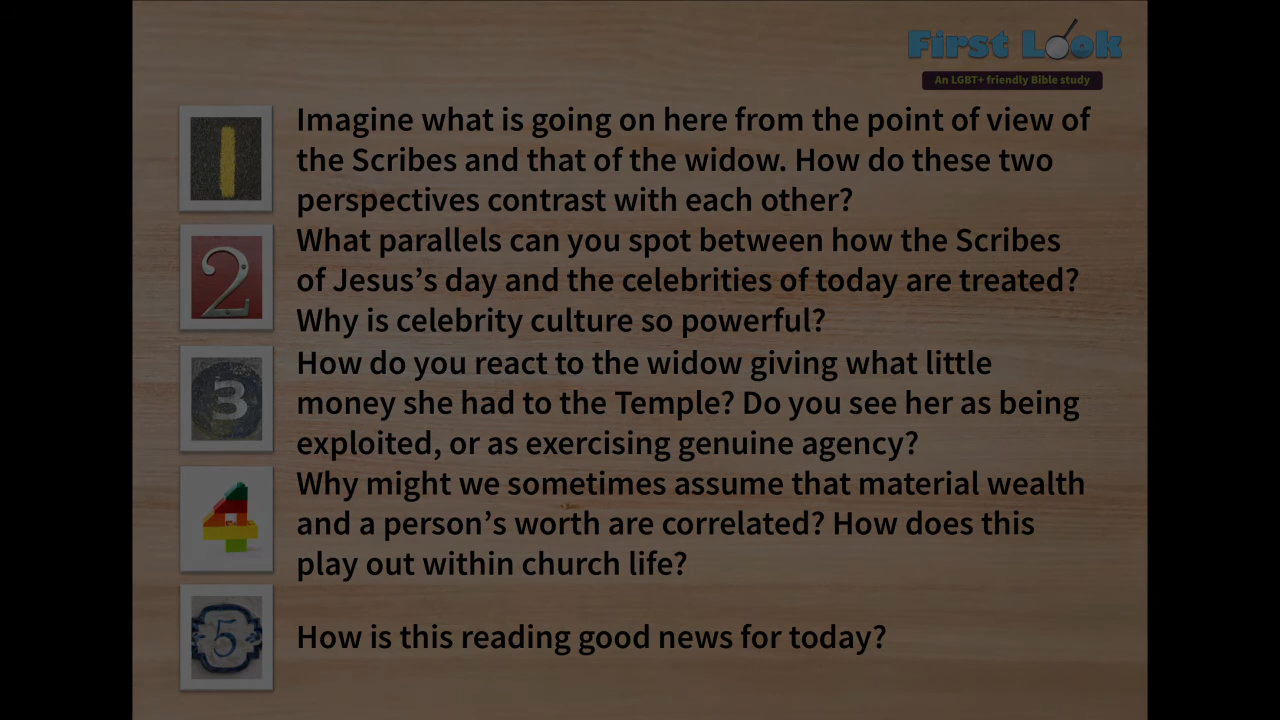 First Look
An LGBT+ friendly Bible study
1
Imagine what is going on here from the point of view of
the Scribes and that of the widow. How do these two
perspectives contrast with each other?
2
What parallels can you spot between how the Scribes
of Jesus’s day and the celebrities of today are treated?
Why is celebrity culture so powerful?
3
How do you react to the widow giving what little
money she had to the Temple? Do you see her as being
exploited, or as exercising genuine agency?
4
Why might we sometimes assume that material wealth
and a person’s worth are correlated? How does this
play out within church life?
5
How is this reading good news for today?